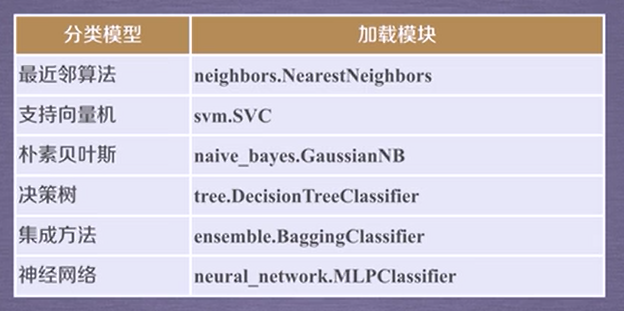 分类模型 加载模块
最近邻算法 neighbors.NearestNeighbors
支持向量机 svm.SVC
朴素贝叶斯 naive_bayes.GaussianNB
决策树 tree.DecisionTreeClassifier
集成方法 ensemble.BaggingClassifier
神经网络 neural_network.MLPClassifier